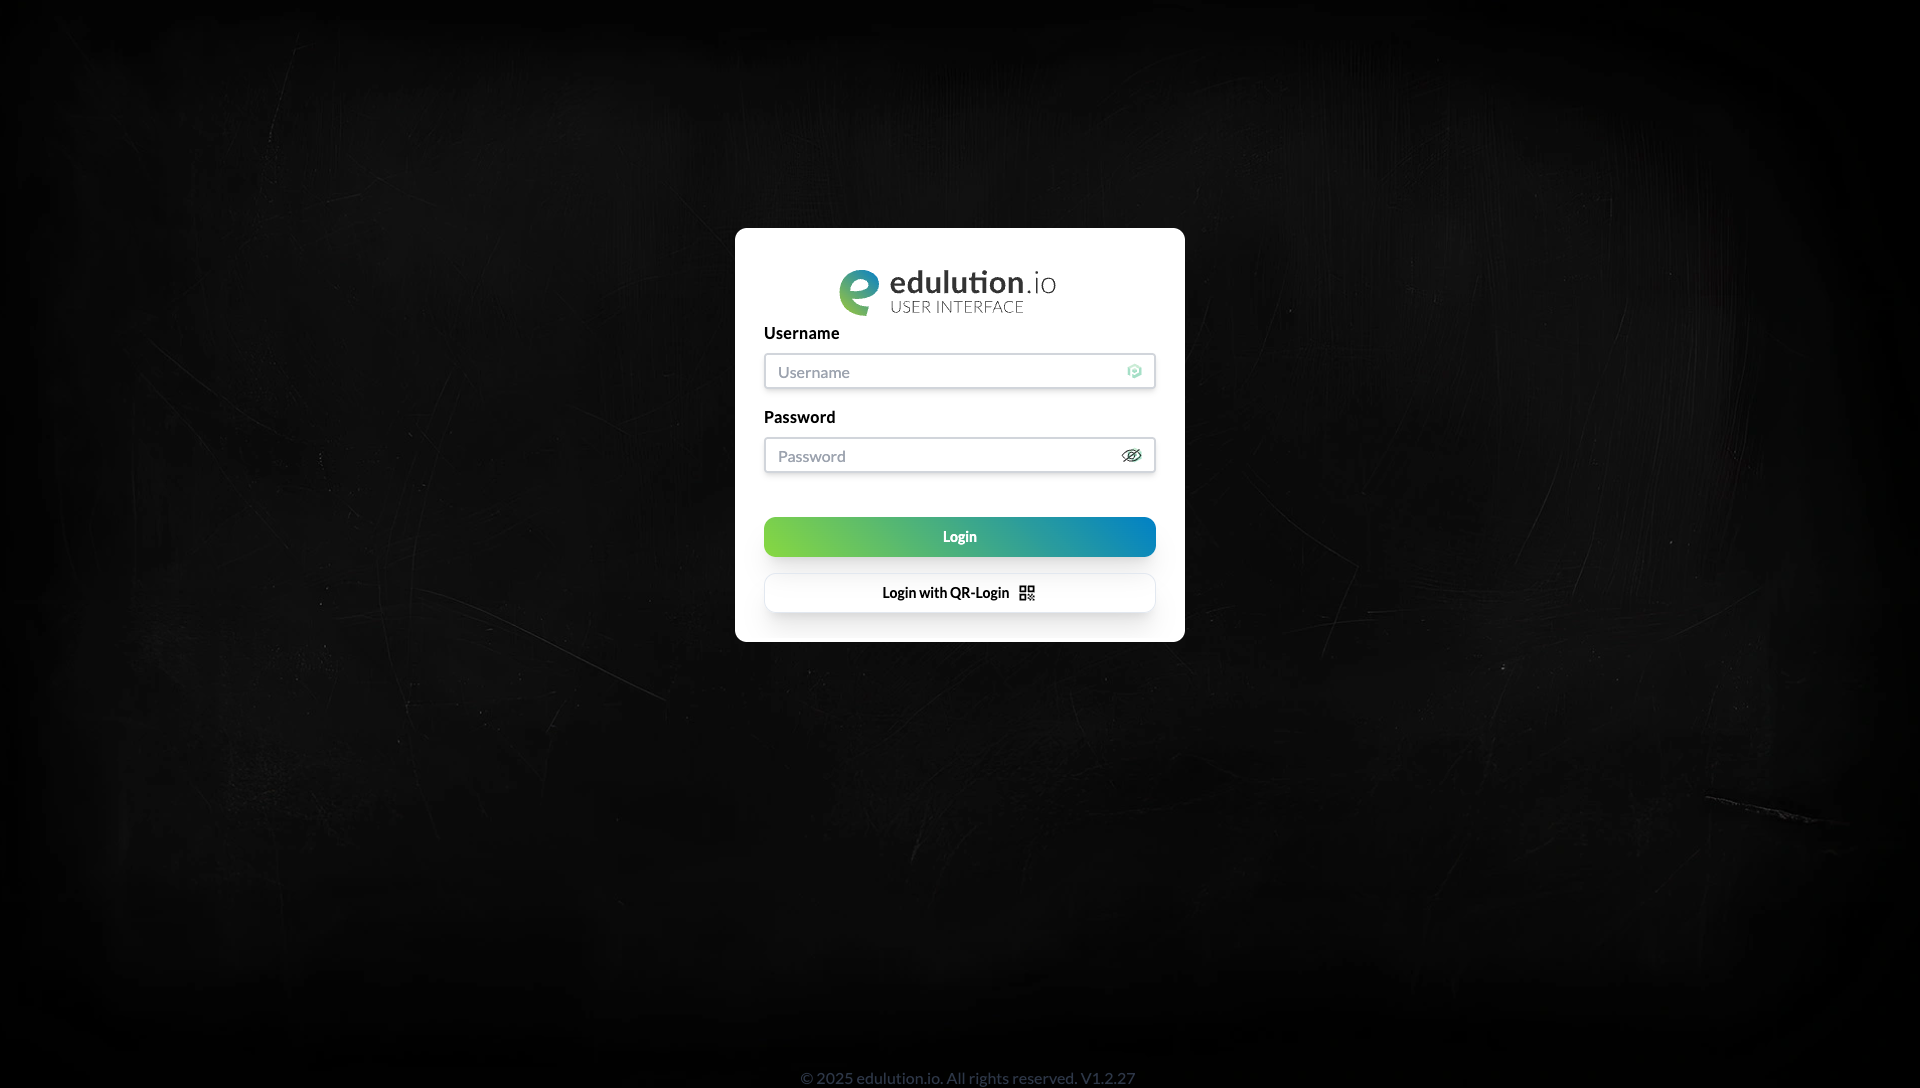 edulution.io
USER INTERFACE
Username
Username
Password
Password
Login
Login with QR-Login
© 2025 edulution.io. All rights reserved. V1.2.27